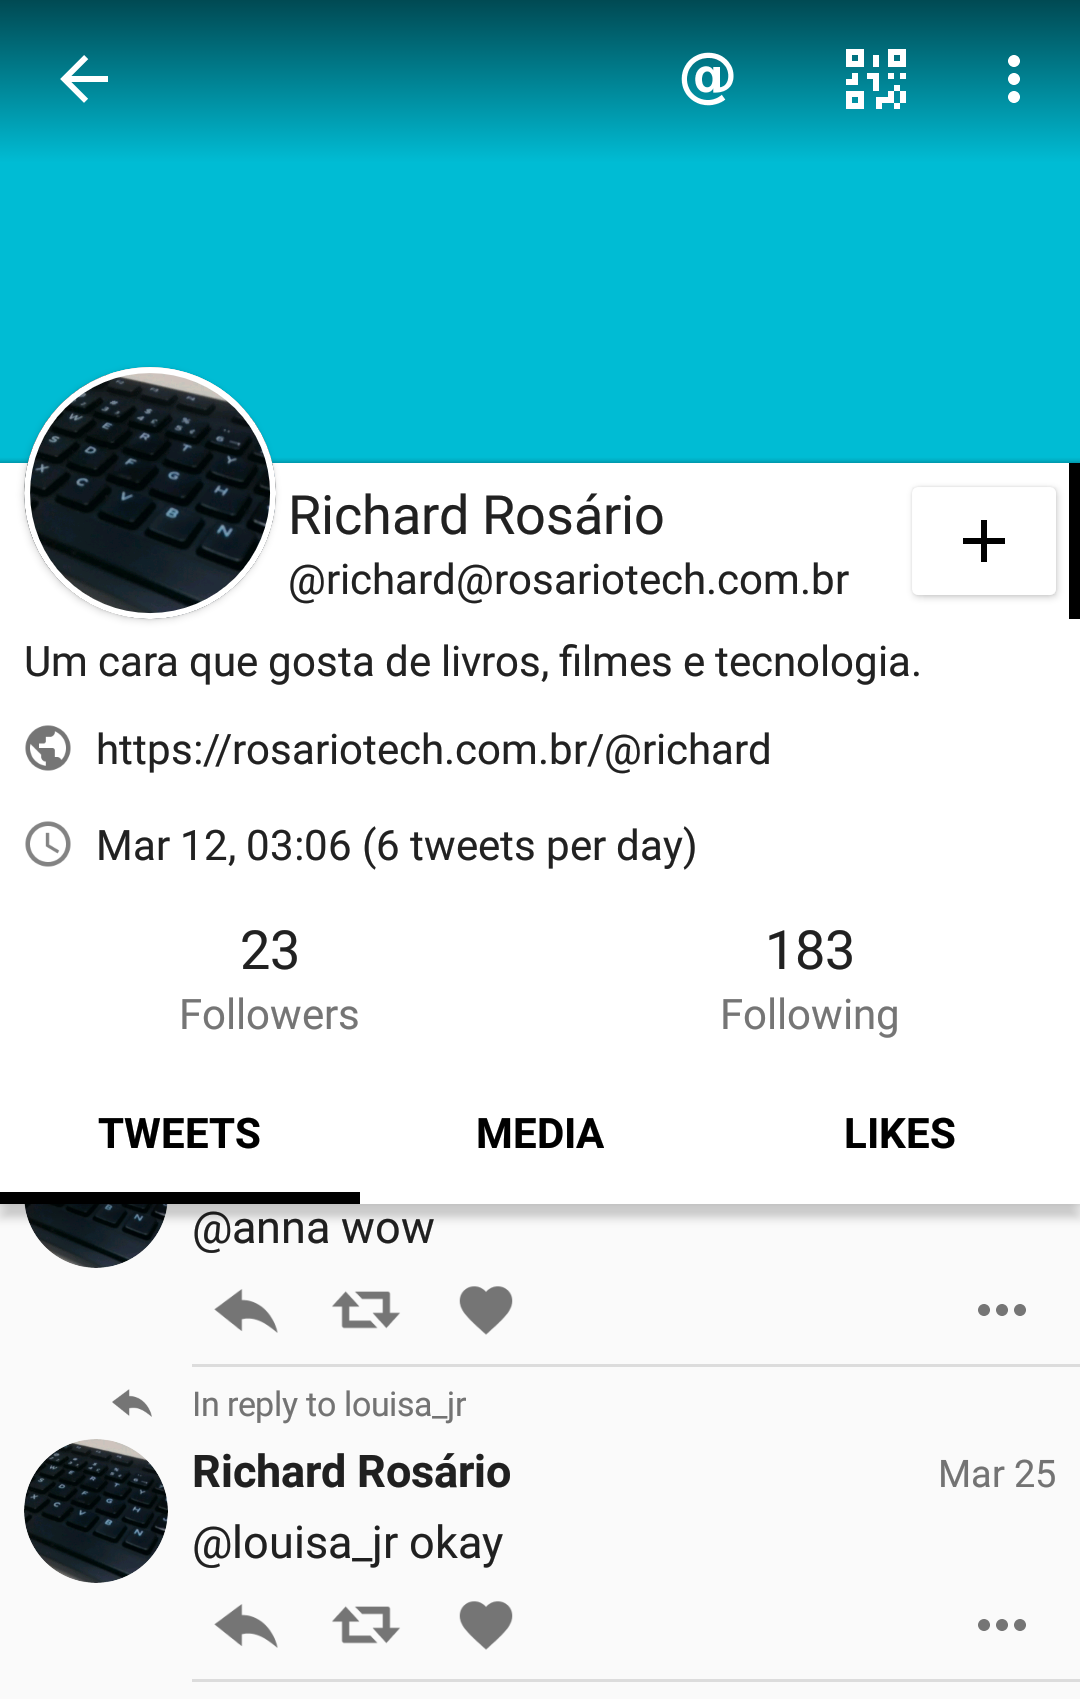 @
Richard Rosário
@richard@rosariotech.com.br
Um cara que gosta de livros, filmes e tecnologia.
https://rosariotech.com.br/@richard
Mar 12, 03:06 (6 tweets per day)
23
Followers
183
Following
TWEETS
MEDIA
LIKES
@anna wow
In reply to louisa_jr
Richard Rosário
Mar 25
@louisa_jr okay